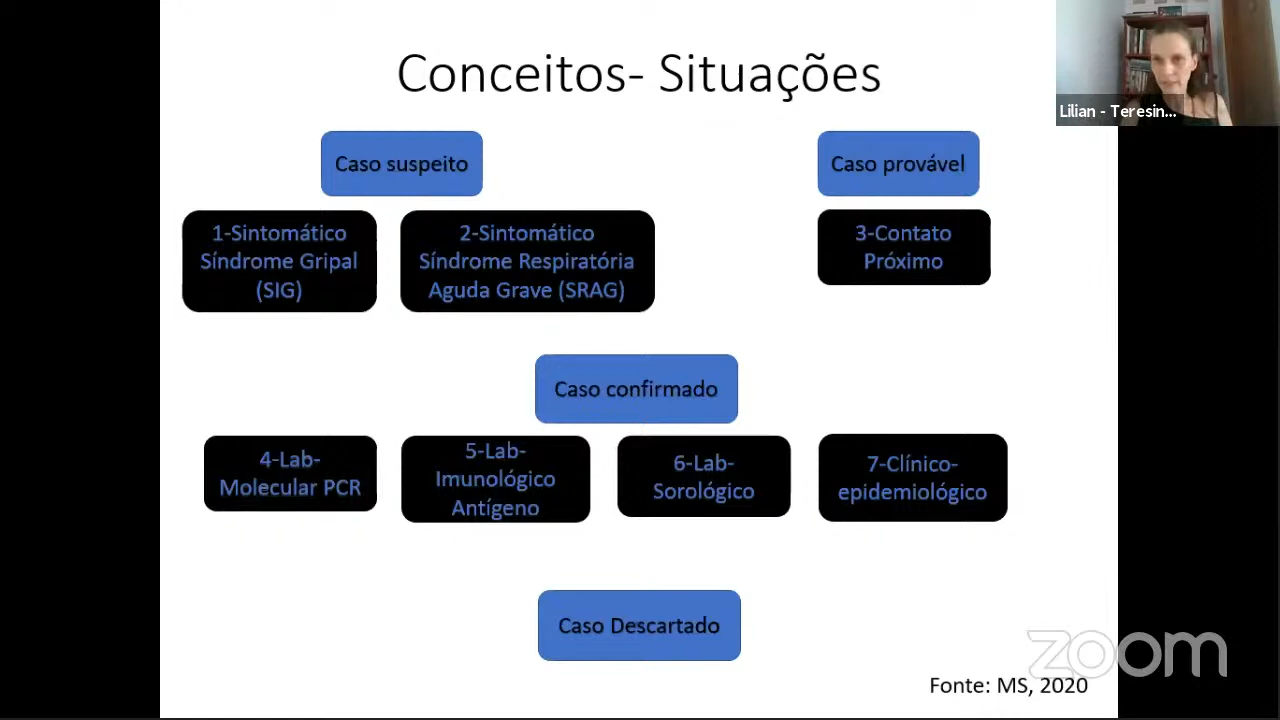 Conceitos- Situações
Lilian - Teresin...
Caso suspeito
Caso provável
1-Sintomático
Síndrome Gripal
(SIG)
2-Sintomático
Síndrome Respiratória
Aguda Grave (SRAG)
3-Contato
Próximo
Caso confirmado
4-Lab-
Molecular PCR
5-Lab-
Imunológico
Antígeno
6-Lab-
Sorológico
7-Clínico-
epidemiológico
Caso Descartado
zoom
Fonte: MS, 2020